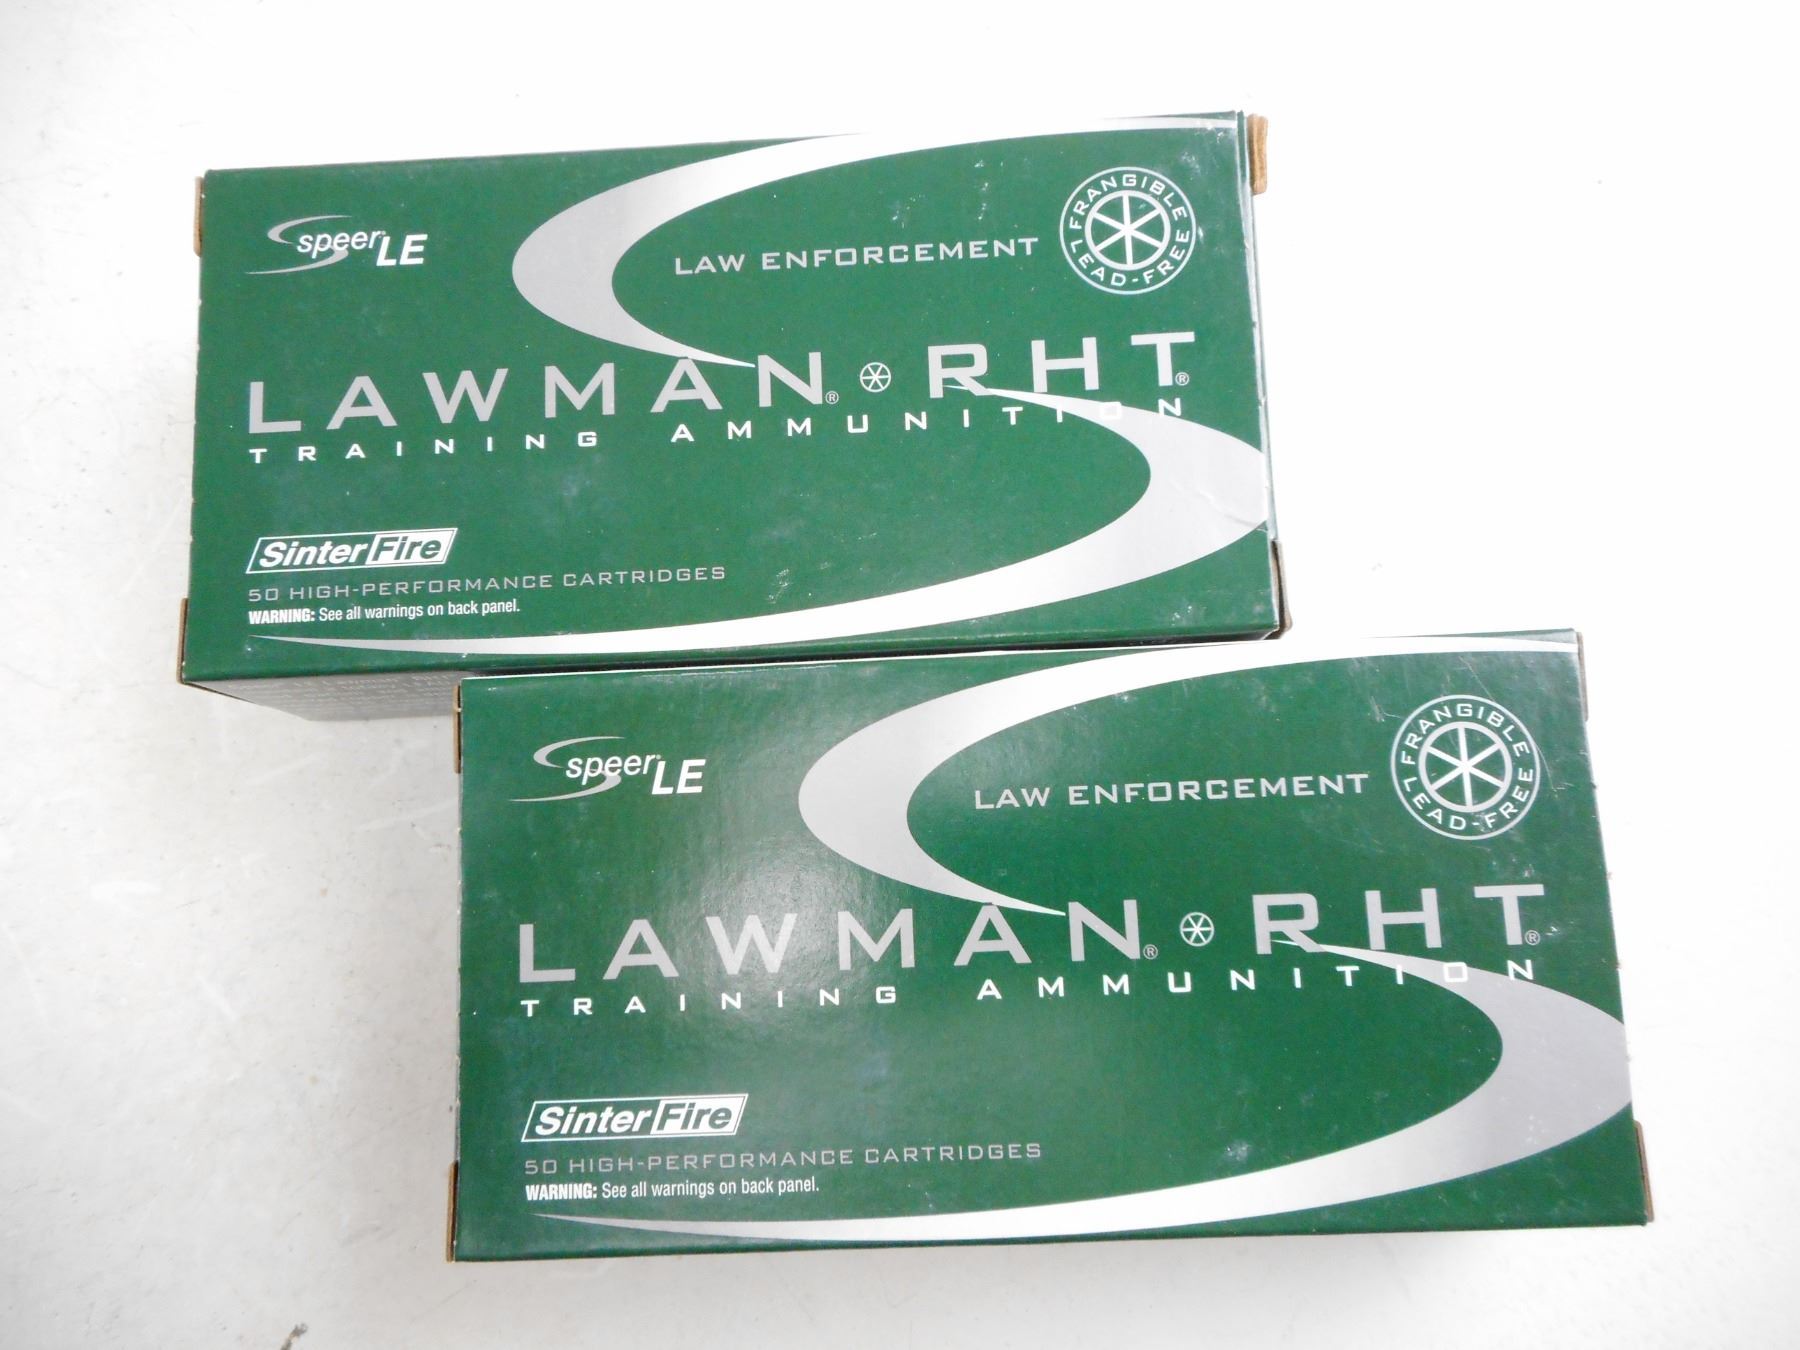 speer LE
LAW ENFORCEMENT
FRANGIBLE
LEAD-FREE
LAWMAN® RHT®
TRAINING AMMUNITION
SinterFire
50 HIGH-PERFORMANCE CARTRIDGES
WARNING: See all warnings on back panel.
speer LE
LAW ENFORCEMENT
FRANGIBLE
LEAD-FREE
LAWMAN® RHT®
TRAINING AMMUNITION
SinterFire
50 HIGH-PERFORMANCE CARTRIDGES
WARNING: See all warnings on back panel.